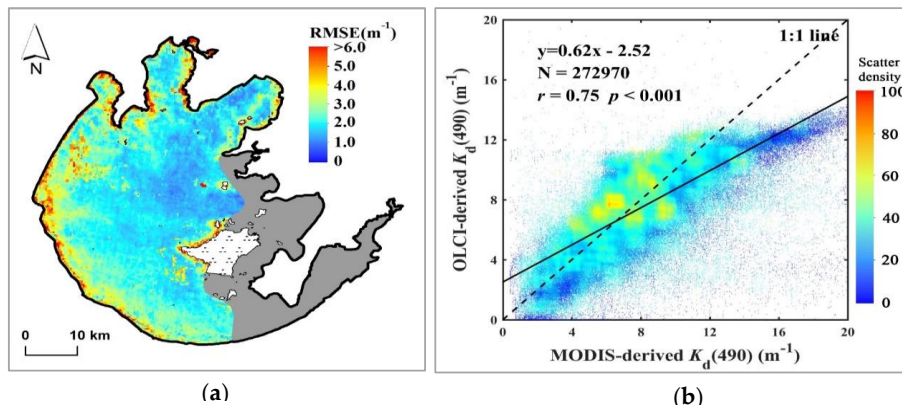 (a)
RMSE(m⁻¹)
>6.0
5.0
4.0
3.0
2.0
1.0
0
N
0 10 km
(a)
(b)
20
16
12
8
4
0
0 4 8 12 16 20
OLCI-derived Kd(490) (m⁻¹)
MODIS-derived Kd(490) (m⁻¹)
y=0.62x - 2.52
N = 272970
r = 0.75 p < 0.001
1:1 line
Scatter
density
100
80
60
40
20
0
(b)